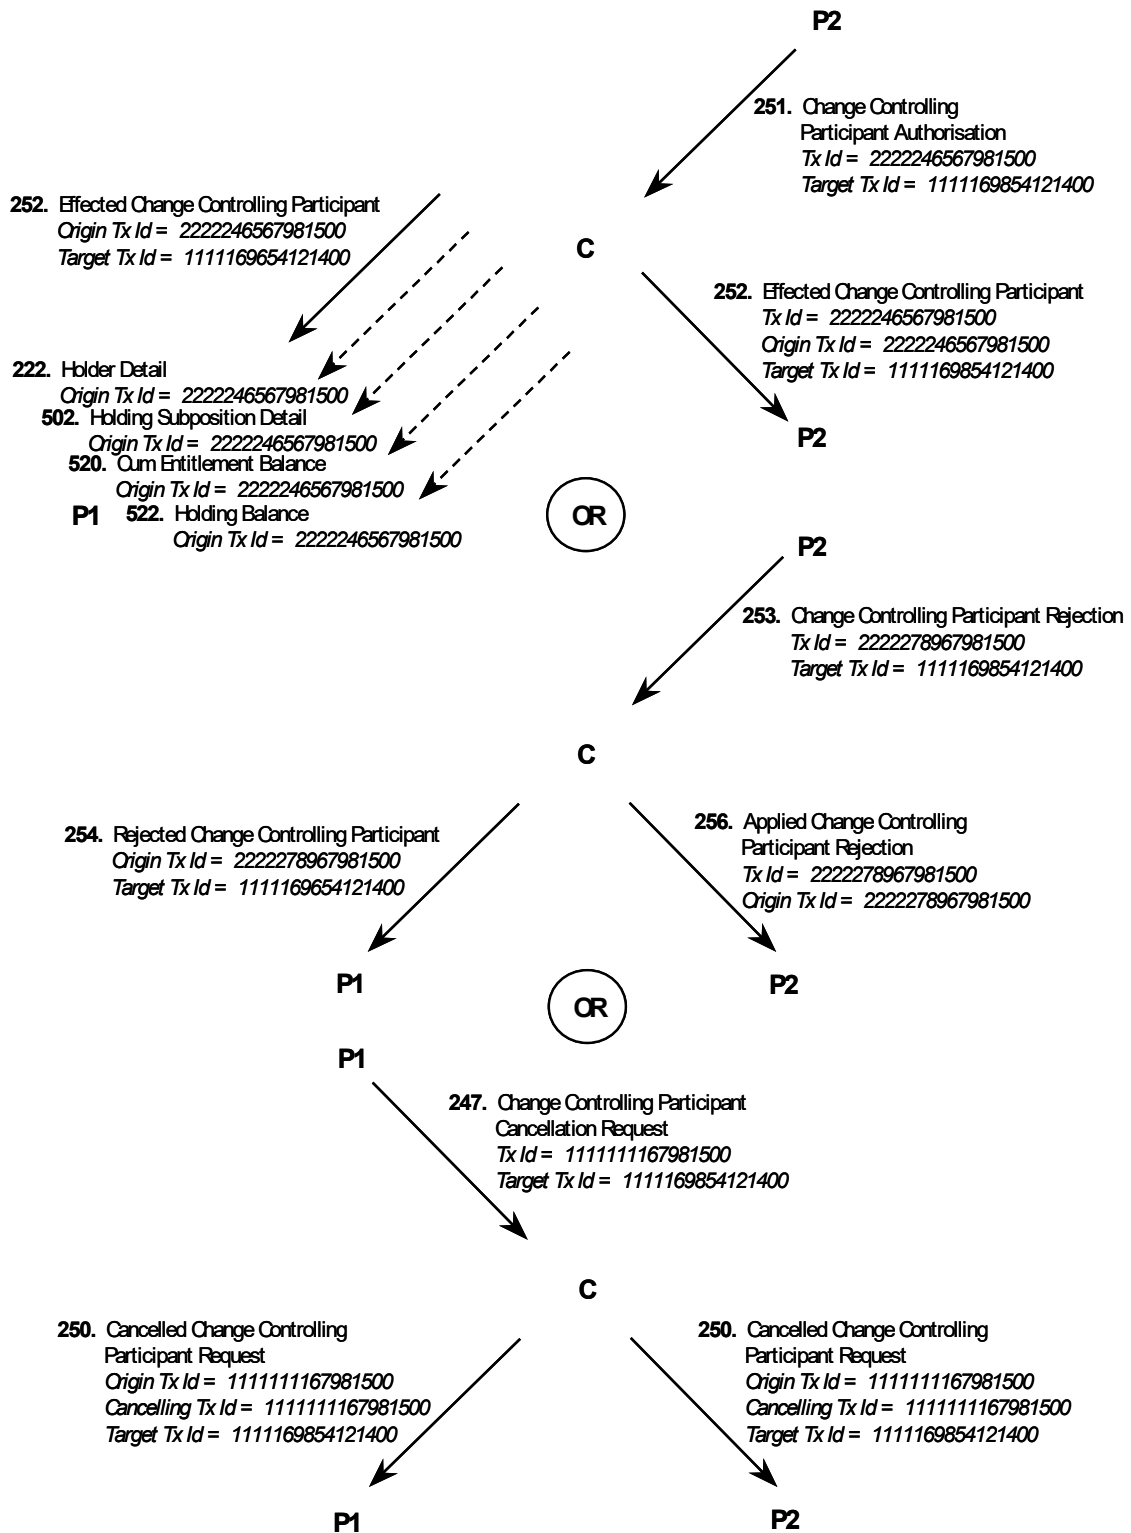 P2
251. Change Controlling
Participant Authorisation
Tx Id = 2222246567981500
Target Tx Id = 1111169854121400
252. Effected Change Controlling Participant
Origin Tx Id = 2222246567981500
Target Tx Id = 1111169654121400
C
252. Effected Change Controlling Participant
Tx Id = 2222246567981500
Origin Tx Id = 2222246567981500
Target Tx Id = 1111169854121400
P2
222. Holder Detail
Origin Tx Id = 2222246567981500
502. Holding Subposition Detail
Origin Tx Id = 2222246567981500
520. Cum Entitlement Balance
Origin Tx Id = 2222246567981500
P1 522. Holding Balance
Origin Tx Id = 2222246567981500
OR
P2
253. Change Controlling Participant Rejection
Tx Id = 2222278967981500
Target Tx Id = 1111169854121400
C
254. Rejected Change Controlling Participant
Origin Tx Id = 2222278967981500
Target Tx Id = 1111169654121400
256. Applied Change Controlling
Participant Rejection
Tx Id = 2222278967981500
Origin Tx Id = 2222278967981500
P1
P2
OR
P1
247. Change Controlling Participant
Cancellation Request
Tx Id = 1111111167981500
Target Tx Id = 1111169854121400
C
250. Cancelled Change Controlling
Participant Request
Origin Tx Id = 1111111167981500
Cancelling Tx Id = 1111111167981500
Target Tx Id = 1111169854121400
250. Cancelled Change Controlling
Participant Request
Origin Tx Id = 1111111167981500
Cancelling Tx Id = 1111111167981500
Target Tx Id = 1111169854121400
P1
P2